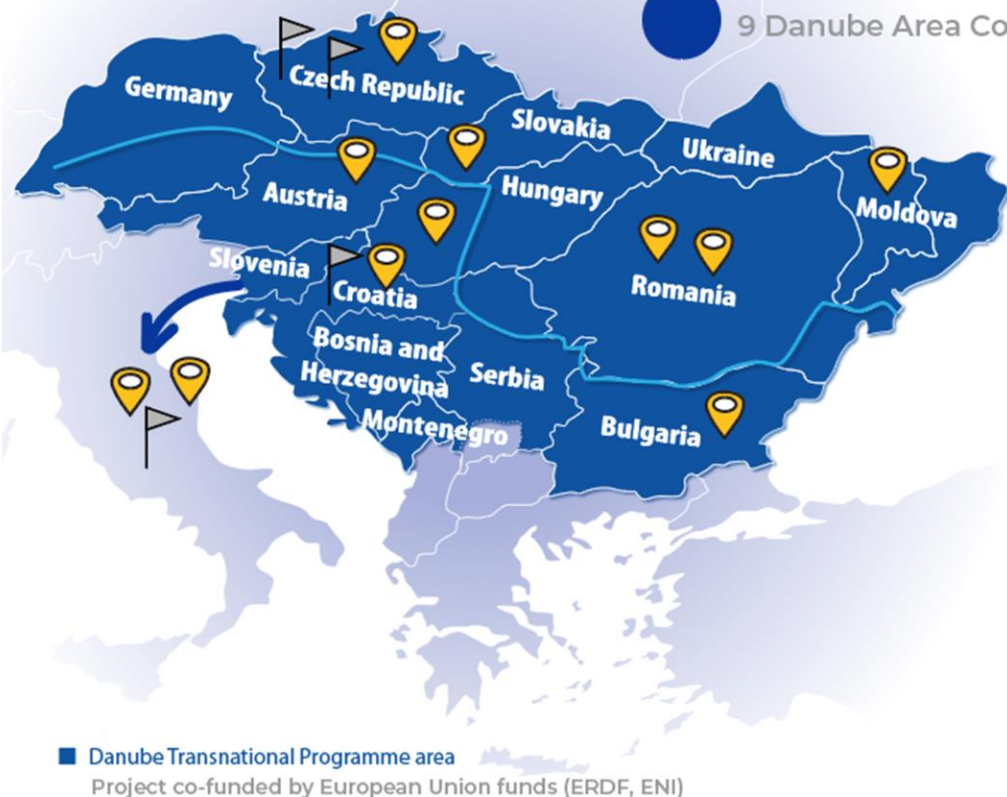 9 Danube Area Co
Germany
Czech Republic
Slovakia
Ukraine
Austria
Hungary
Moldova
Slovenia
Croatia
Romania
Bosnia and
Herzegovina
Serbia
Montenegro
Bulgaria
Danube Transnational Programme area
Project co-funded by European Union funds (ERDF, ENI)